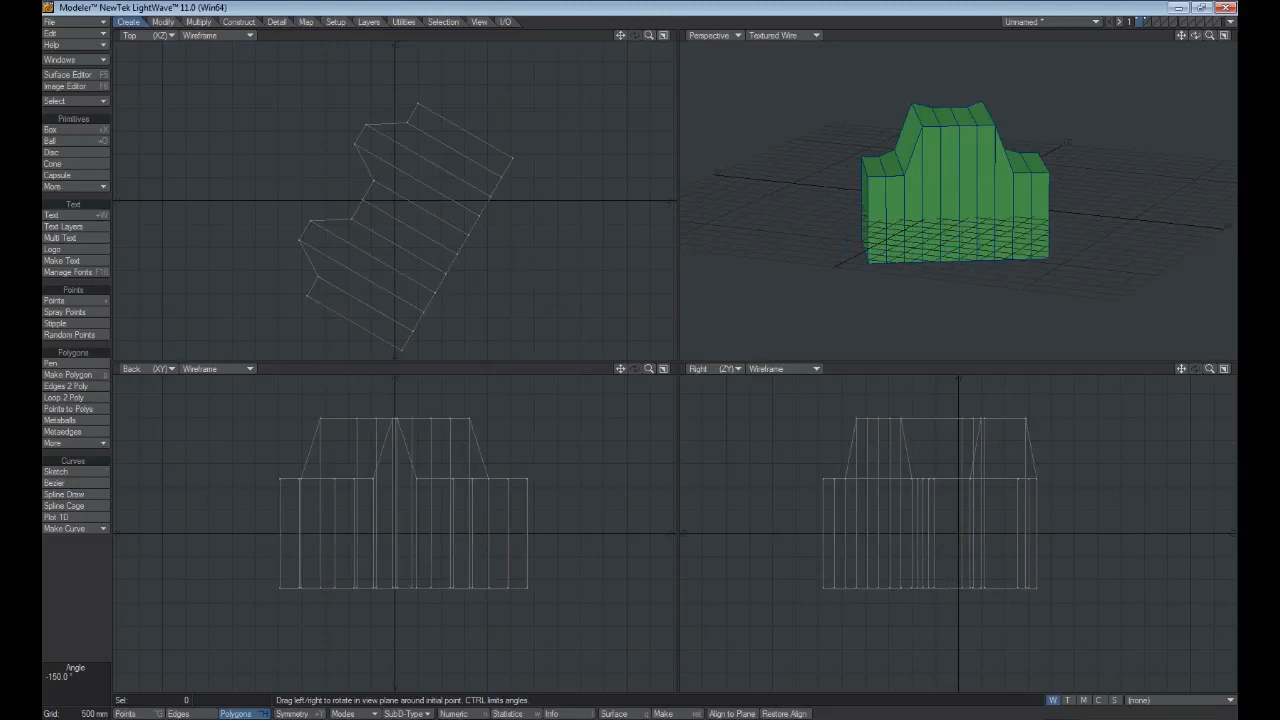 Modeler™ NewTek LightWave™ 11.0 (Win64)
File Create Modify Multiply Construct Detail Map Setup Layers Utilities Selection View I/O Unnamed * 1
Edit Top (XZ) Wireframe Perspective Textured Wire
Help
Windows
Surface Editor F5
Image Editor F6
Select
Primitives
Box +X
Ball +O
Disc
Cone
Capsule
More
Text
Text +W
Text Layers
Multi Text
Logo
Make Text
Manage Fonts F10
Points
Points +
Spray Points
Stipple
Random Points
Polygons
Pen
Back (XY) Wireframe Right (ZY) Wireframe
Make Polygon p
Edges 2 Poly
Loop 2 Poly
Points to Polys
Metaballs
Metaedges
More
Curves
Sketch
Bezier
Spline Draw
Spline Cage
Plot 1D
Make Curve
Angle
-150.0 °
Sel: 0 Drag left/right to rotate in view plane around initial point. CTRL limits angles. W T M C S (none)
Grid: 500 mm Points ^G Edges Polygons ^H Symmetry +Y Modes SubD-Type Numeric n Statistics w Info i Surface q Make ret Align to Plane Restore Align